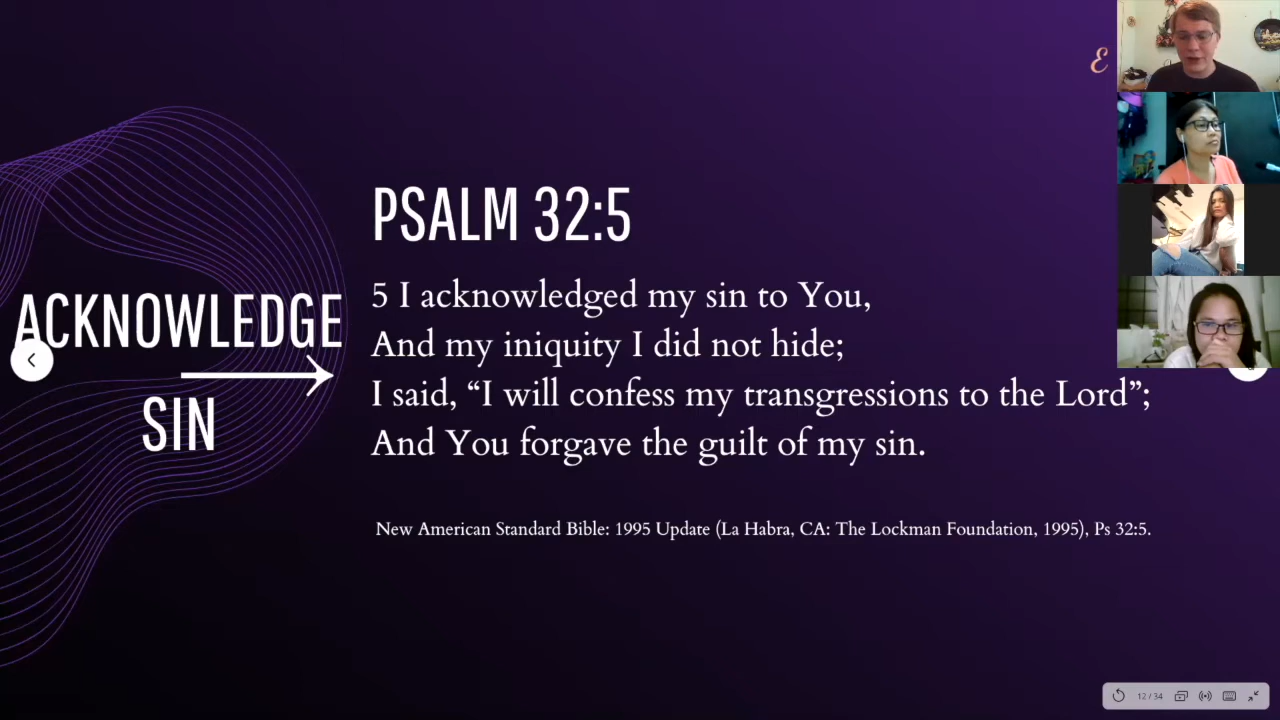 ℰ
PSALM 32:5
ACKNOWLEDGE
SIN
5 I acknowledged my sin to You,
And my iniquity I did not hide;
I said, “I will confess my transgressions to the Lord”;
And You forgave the guilt of my sin.
New American Standard Bible: 1995 Update (La Habra, CA: The Lockman Foundation, 1995), Ps 32:5.
12 / 34